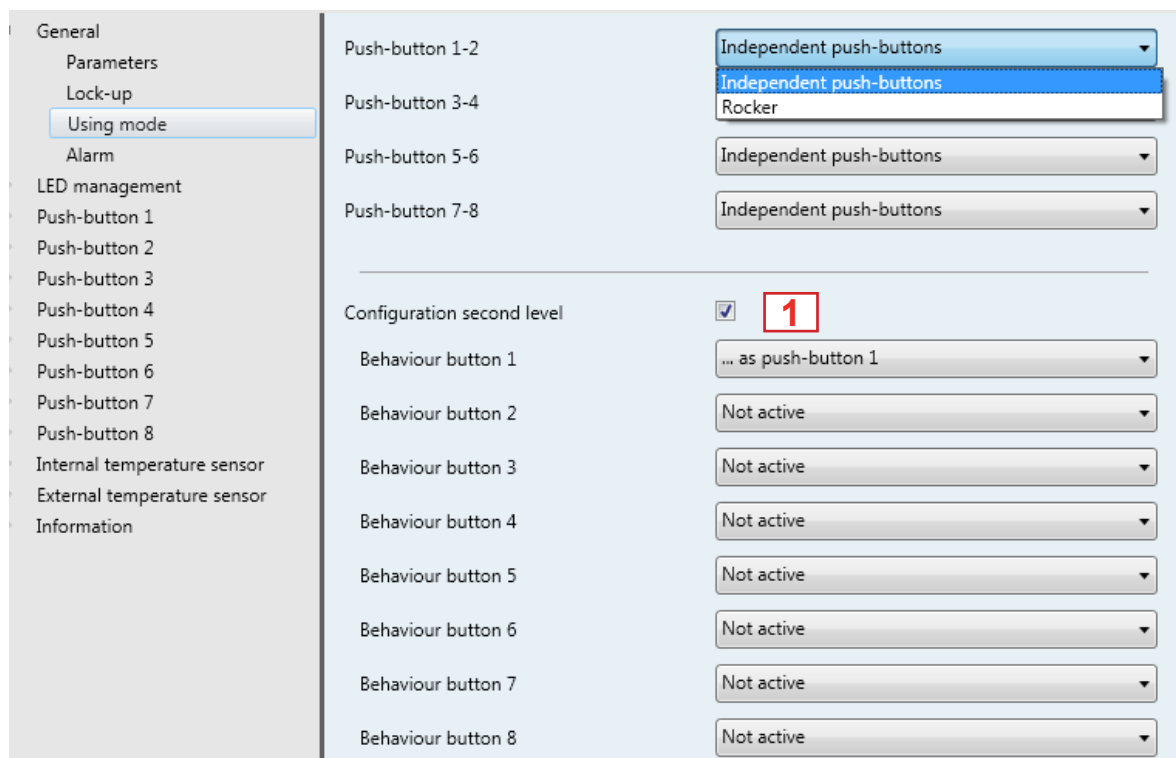 General
Parameters
Lock-up
Using mode
Alarm
LED management
Push-button 1
Push-button 2
Push-button 3
Push-button 4
Push-button 5
Push-button 6
Push-button 7
Push-button 8
Internal temperature sensor
External temperature sensor
Information
Push-button 1-2 Independent push-buttons
Independent push-buttons
Rocker
Push-button 3-4
Push-button 5-6 Independent push-buttons
Push-button 7-8 Independent push-buttons
Configuration second level 1
Behaviour button 1 ... as push-button 1
Behaviour button 2 Not active
Behaviour button 3 Not active
Behaviour button 4 Not active
Behaviour button 5 Not active
Behaviour button 6 Not active
Behaviour button 7 Not active
Behaviour button 8 Not active